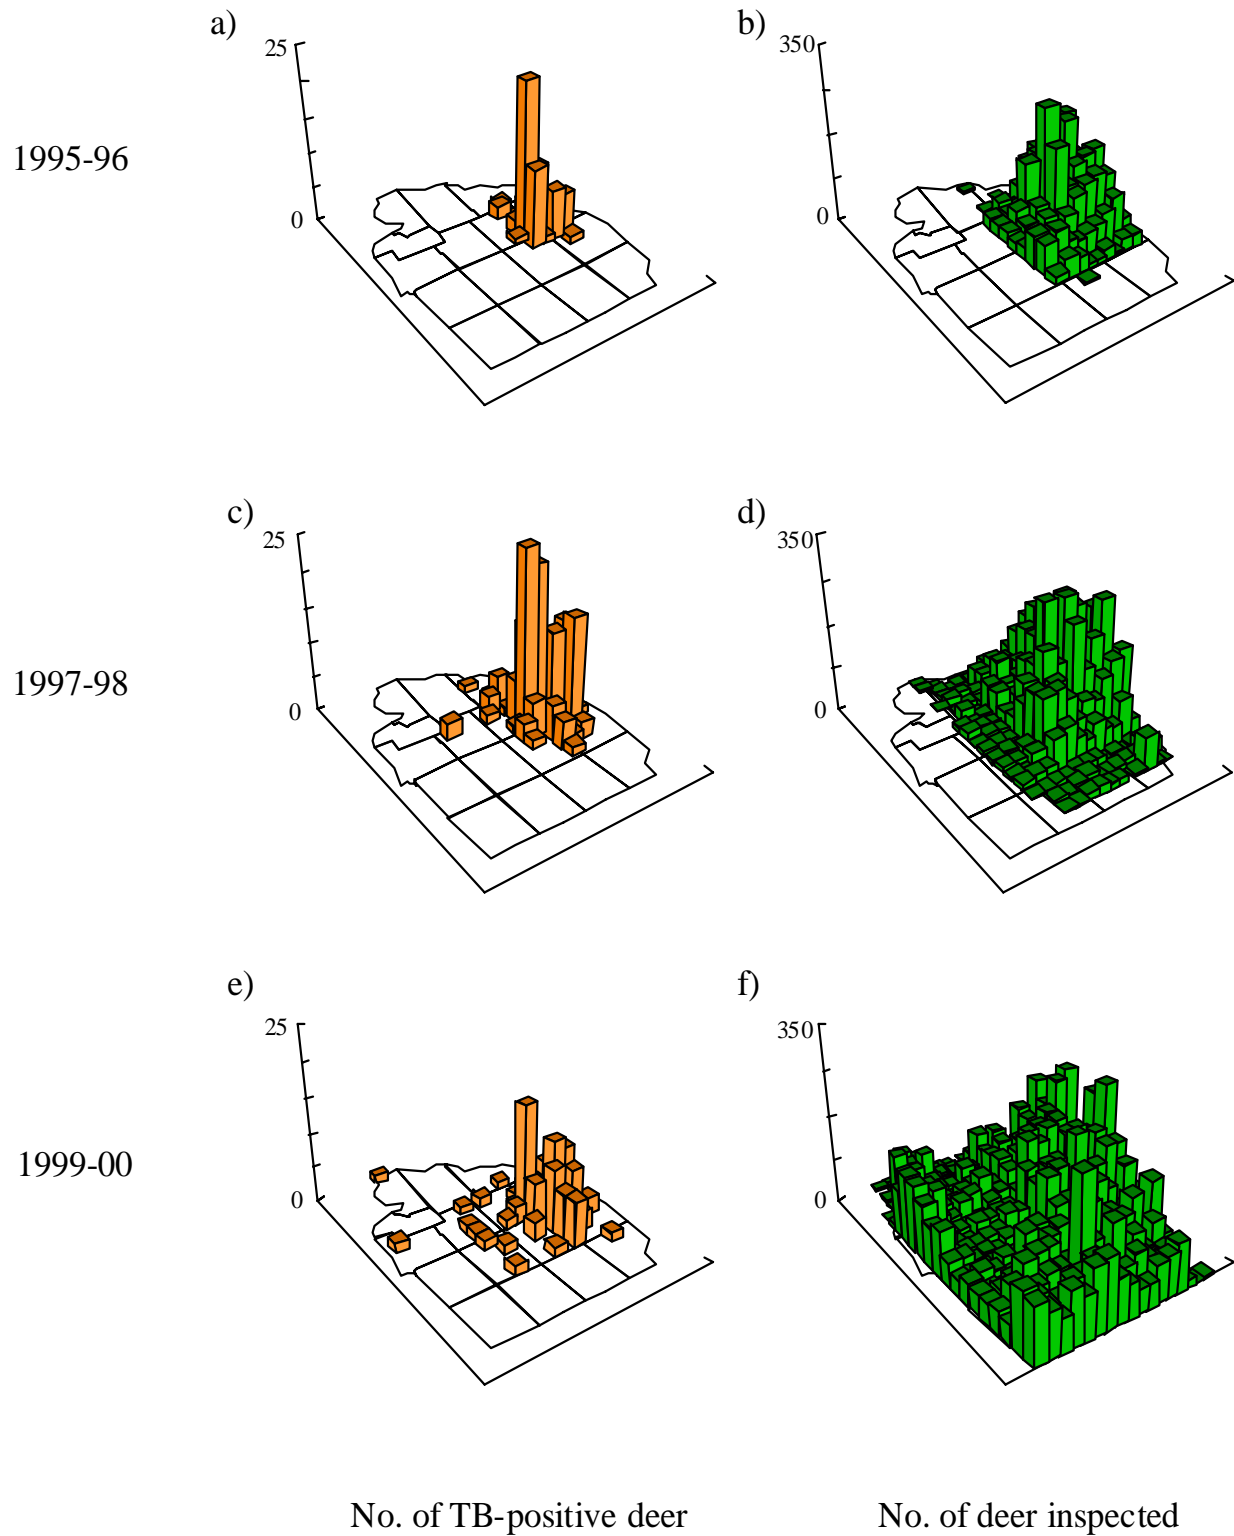 a)
b)
25
350
1995-96
0
0
c)
d)
25
350
1997-98
0
0
e)
f)
25
350
1999-00
0
0
No. of TB-positive deer
No. of deer inspected